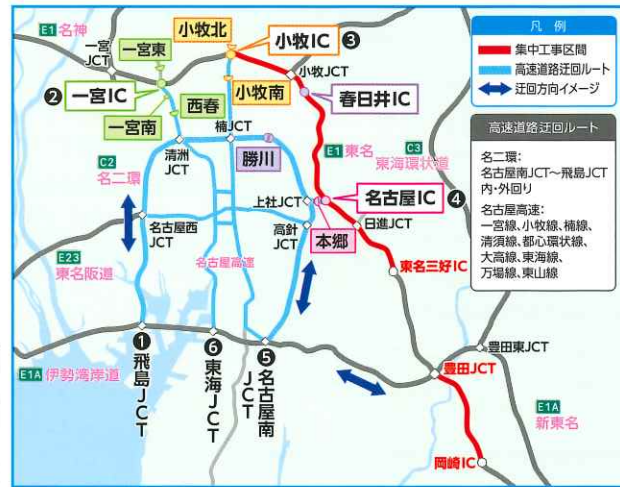 E1 名神
一宮
JCT
一宮東
小牧北
小牧IC
❸
小牧JCT
❷
一宮IC
一宮南
西春
小牧南
春日井IC
楠JCT
清洲
JCT
勝川
E1 東名
C3
東海環状道
C2
名二環
上社JCT
名古屋IC
❹
名古屋西
JCT
高針
JCT
本郷
日進JCT
E23
東名阪道
名古屋高速
東名三好IC
❶
飛島JCT
❻
東海JCT
❺
名古屋南
JCT
豊田東JCT
豊田JCT
E1A 伊勢湾岸道
E1A
新東名
岡崎IC
凡 例
集中工事区間
高速道路迂回ルート
迂回方向イメージ
高速道路迂回ルート
名二環：
名古屋南JCT～飛島JCT
内・外回り
名古屋高速：
一宮線、小牧線、楠線、
清須線、都心環状線、
大高線、東海線、
万場線、東山線